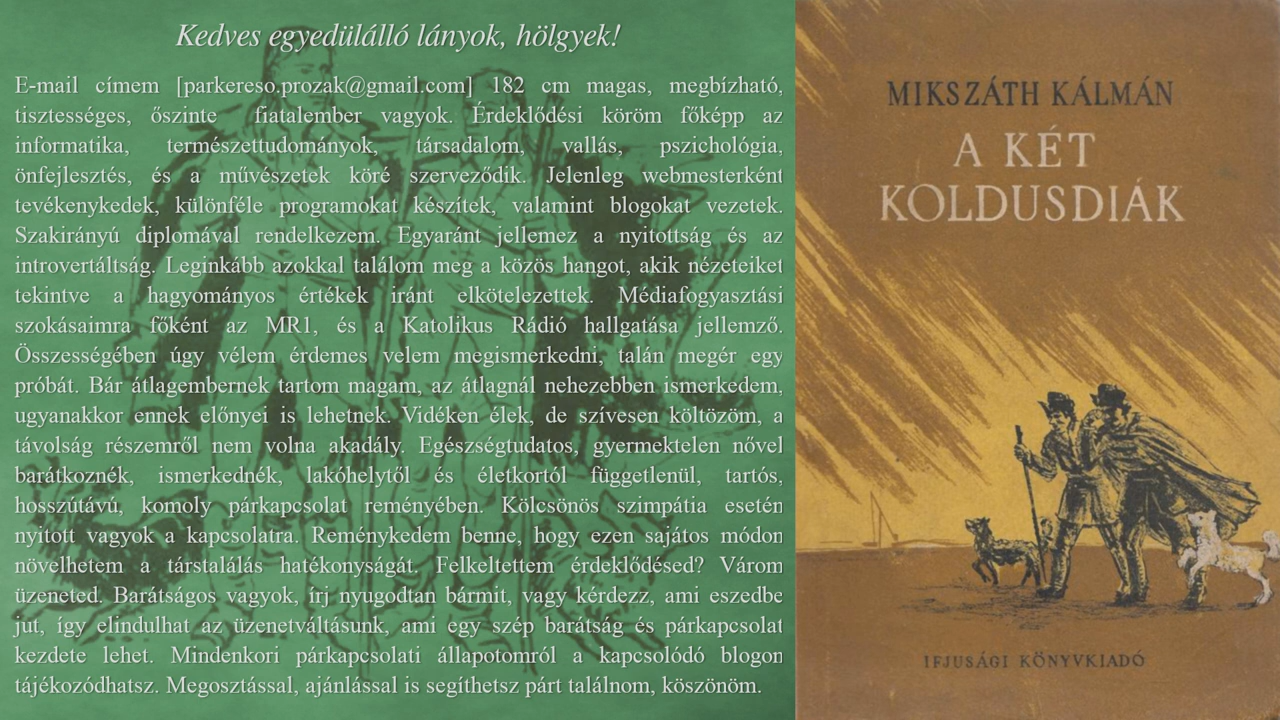 Kedves egyedülálló lányok, hölgyek!
E-mail címem [parkereso.prozak@gmail.com] 182 cm magas, megbízható,
tisztességes, őszinte fiatalember vagyok. Érdeklődési köröm főképp az
informatika, természettudományok, társadalom, vallás, pszichológia,
önfejlesztés, és a művészetek köré szerveződik. Jelenleg webmesterként
tevékenykedek, különféle programokat készítek, valamint blogokat vezetek.
Szakirányú diplomával rendelkezem. Egyaránt jellemez a nyitottság és az
introvertáltság. Leginkább azokkal találom meg a közös hangot, akik nézeteiket
tekintve a hagyományos értékek iránt elkötelezettek. Médiafogyasztási
szokásaimra főként az MR1, és a Katolikus Rádió hallgatása jellemző.
Összességében úgy vélem érdemes velem megismerkedni, talán megér egy
próbát. Bár átlagembernek tartom magam, az átlagnál nehezebben ismerkedem,
ugyanakkor ennek előnyei is lehetnek. Vidéken élek, de szívesen költözöm, a
távolság részemről nem volna akadály. Egészségtudatos, gyermektelen nővel
barátkoznék, ismerkednék, lakóhelytől és életkortól függetlenül, tartós,
hosszútávú, komoly párkapcsolat reményében. Kölcsönös szimpátia esetén
nyitott vagyok a kapcsolatra. Reménykedem benne, hogy ezen sajátos módon
növelhetem a társtalálás hatékonyságát. Felkeltettem érdeklődésed? Várom
üzeneted. Barátságos vagyok, írj nyugodtan bármit, vagy kérdezz, ami eszedbe
jut, így elindulhat az üzenetváltásunk, ami egy szép barátság és párkapcsolat
kezdete lehet. Mindenkori párkapcsolati állapotomról a kapcsolódó blogon
tájékozódhatsz. Megosztással, ajánlással is segíthetsz párt találnom, köszönöm.
MIKSZÁTH KÁLMÁN
A KÉT
KOLDUSDIÁK
IFJUSÁGI KÖNYVKIADÓ